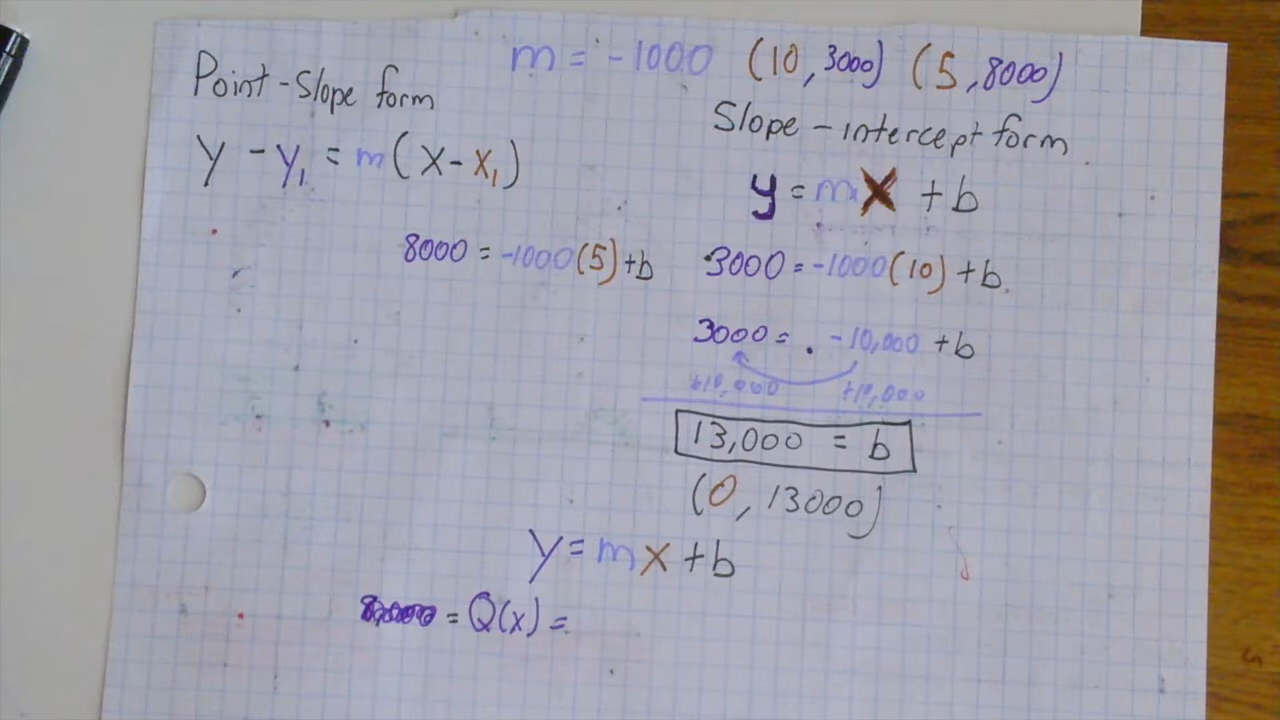 m = -1000 (10, 3000) (5, 8000)
Point-Slope form
Slope-intercept form
y - y₁ = m(x - x₁)
y = mx + b
8000 = -1000(5) + b
3000 = -1000(10) + b
3000 = . -10,000 + b
+10,000 +10,000
13,000 = b
(0, 13000)
y = mx + b
= Q(x) =